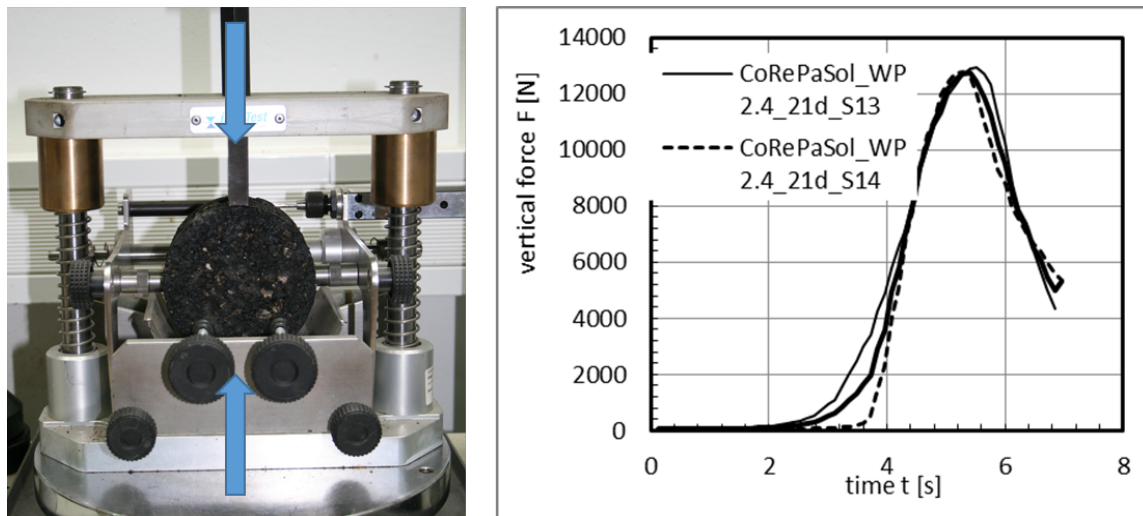 Test
14000
12000
10000
8000
6000
4000
2000
0
vertical force F [N]
CoRePaSol_WP
2.4_21d_S13
CoRePaSol_WP
2.4_21d_S14
0 2 4 6 8
time t [s]